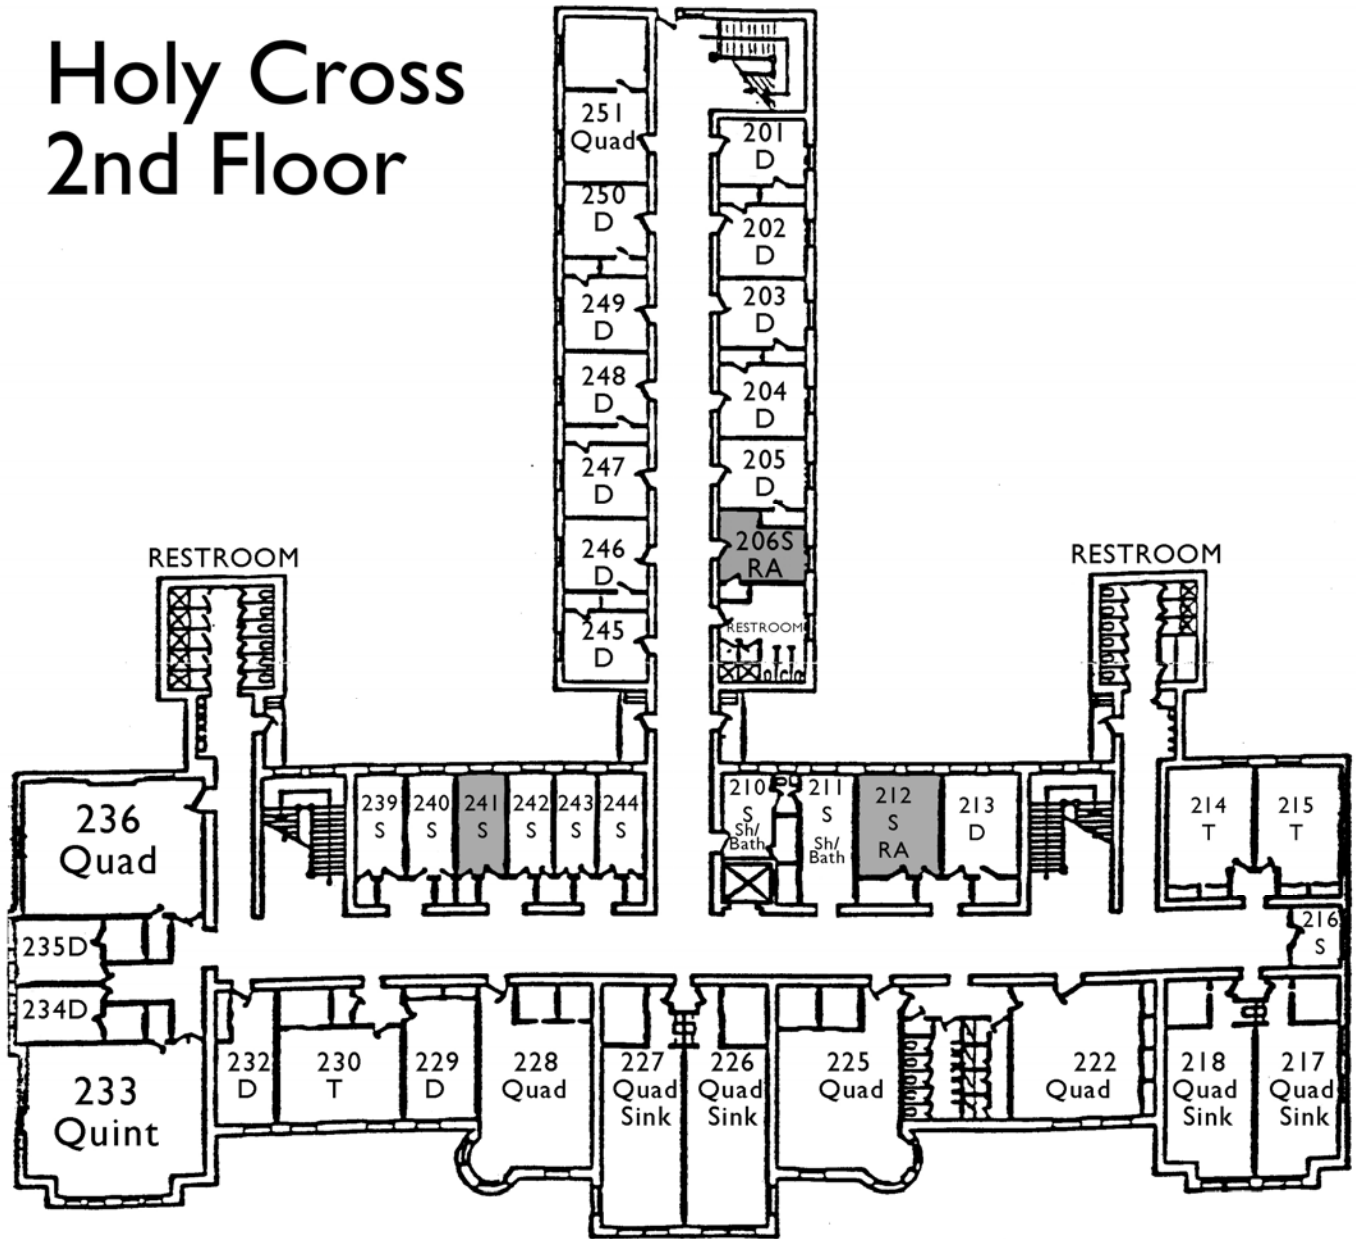 Holy Cross
2nd Floor
251
Quad
201
D
250
D
202
D
249
D
203
D
248
D
204
D
247
D
205
D
246
D
206S
RA
245
D
RESTROOM
RESTROOM
RESTROOM
236
Quad
239
S
240
S
241
S
242
S
243
S
244
S
210
S
Sh/
Bath
211
S
Sh/
Bath
212
S
RA
213
D
214
T
215
T
216
S
235D
234D
233
Quint
232
D
230
T
229
D
228
Quad
227
Quad
Sink
226
Quad
Sink
225
Quad
222
Quad
218
Quad
Sink
217
Quad
Sink